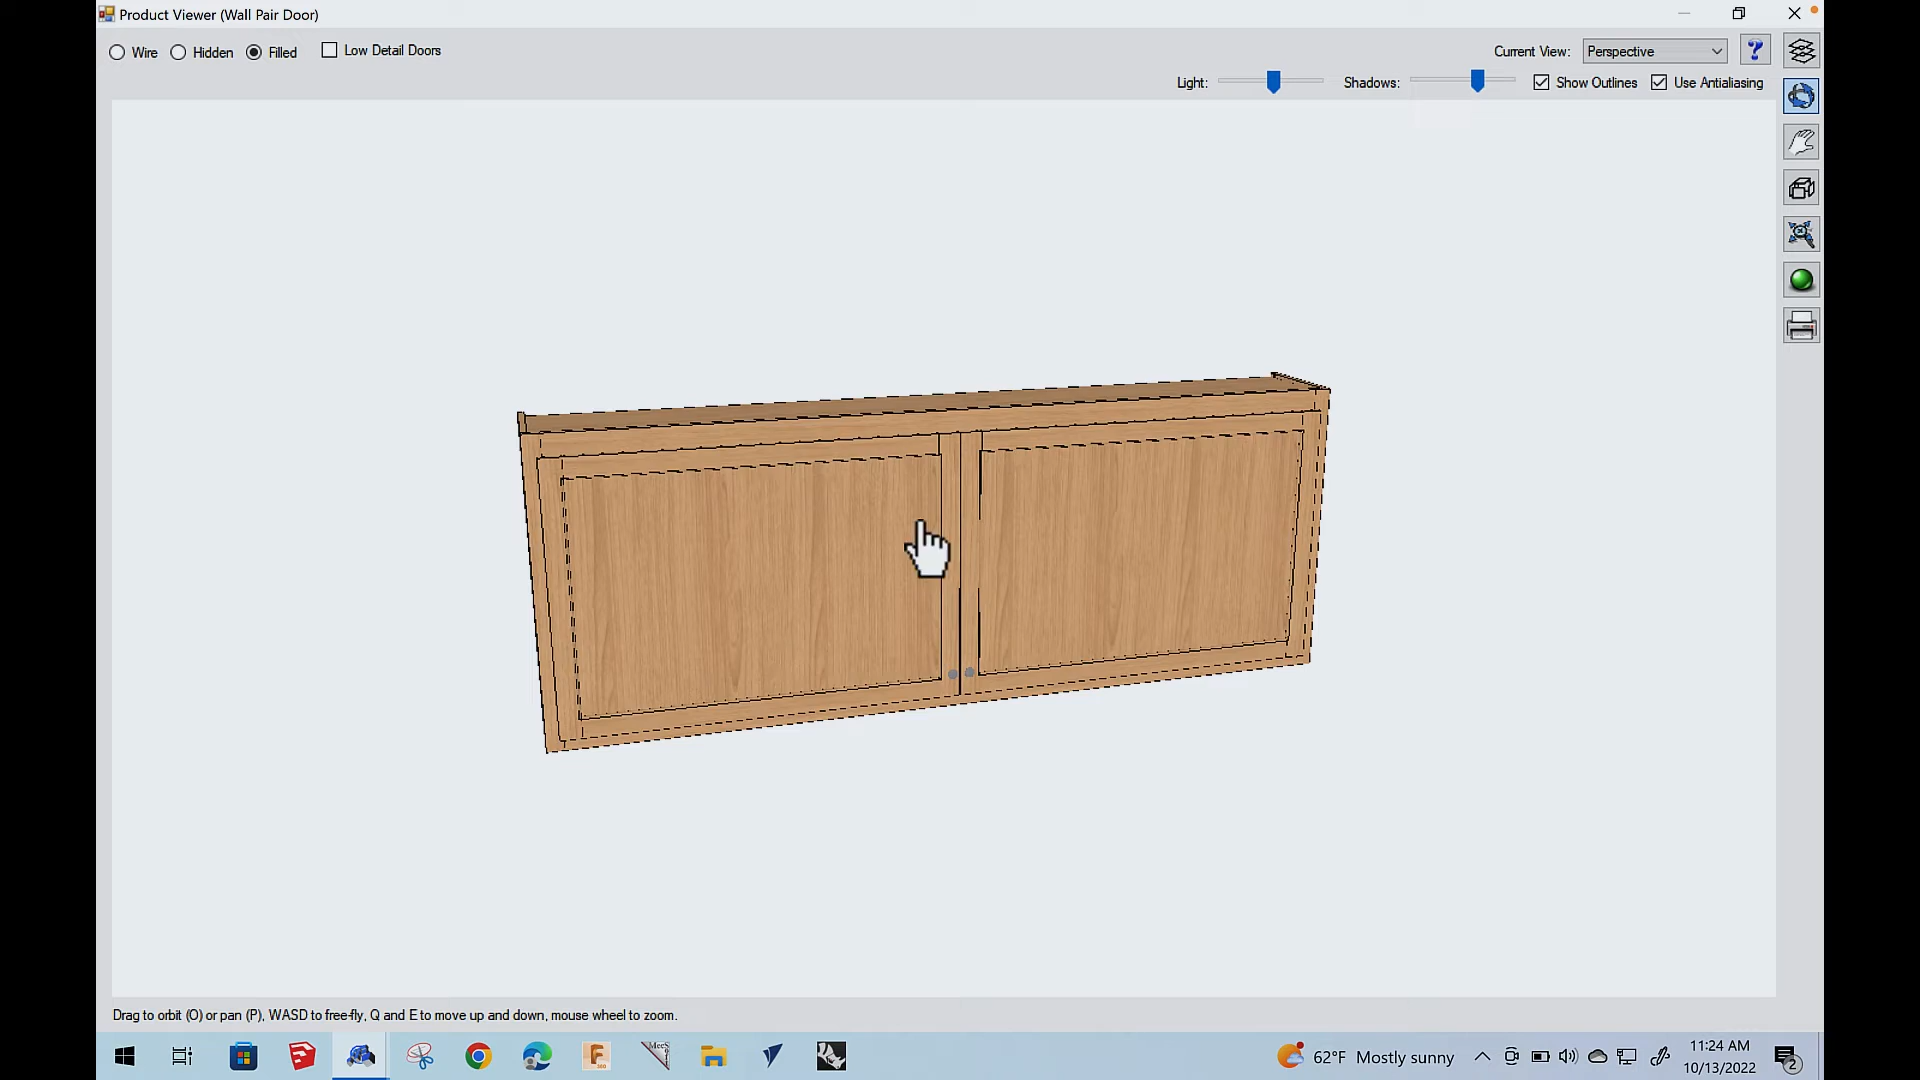 Product Viewer (Wall Pair Door)
Wire Hidden Filled Low Detail Doors
Current View: Perspective ?
Light: Shadows: Show Outlines Use Antialiasing
Drag to orbit (O) or pan (P), WASD to free-fly, Q and E to move up and down, mouse wheel to zoom.
62°F Mostly sunny
11:24 AM
10/13/2022
2